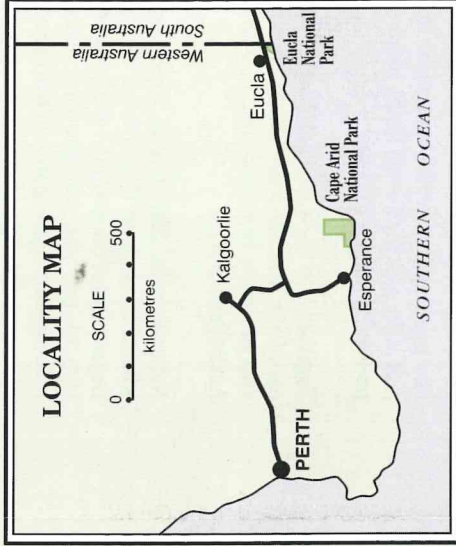 LOCALITY MAP
SCALE
0
500
kilometres
Western Australia
South Australia
Kalgoorlie
Eucla
Eucla
National
Park
PERTH
Cape Arid
National Park
Esperance
SOUTHERN OCEAN